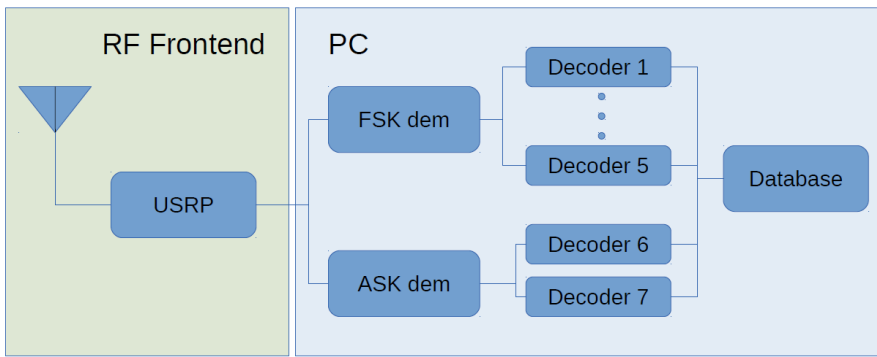 RF Frontend
PC
USRP
FSK dem
ASK dem
Decoder 1
Decoder 5
Decoder 6
Decoder 7
Database